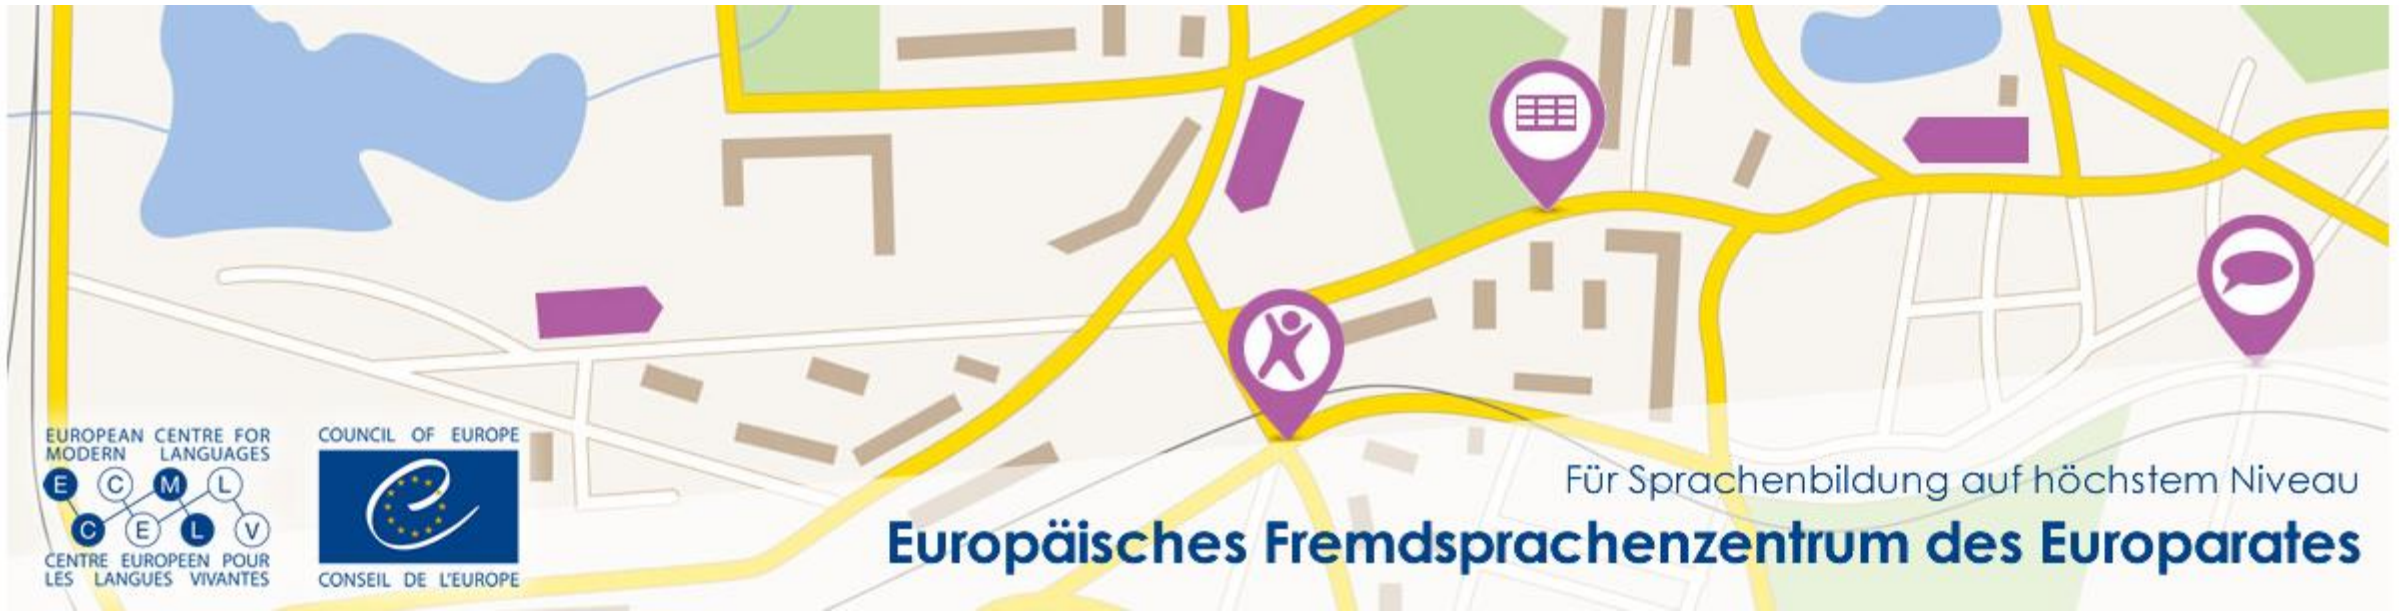 EUROPEAN CENTRE FOR
MODERN LANGUAGES
E C M L
C E L V
CENTRE EUROPEEN POUR
LES LANGUES VIVANTES
COUNCIL OF EUROPE
CONSEIL DE L'EUROPE
Für Sprachenbildung auf höchstem Niveau
Europäisches Fremdsprachenzentrum des Europarates